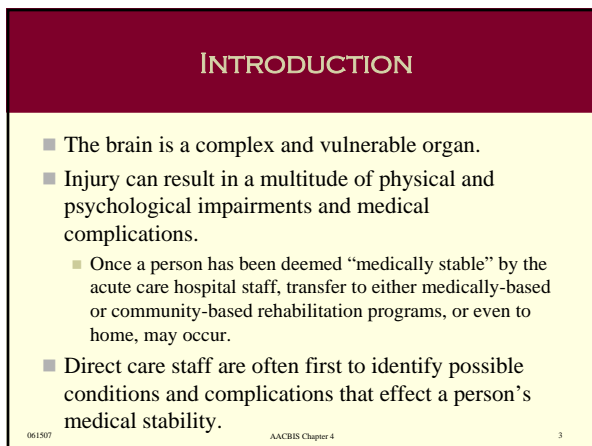 INTRODUCTION
The brain is a complex and vulnerable organ.
Injury can result in a multitude of physical and
psychological impairments and medical
complications.
Once a person has been deemed “medically stable” by the
acute care hospital staff, transfer to either medically-based
or community-based rehabilitation programs, or even to
home, may occur.
Direct care staff are often first to identify possible
conditions and complications that effect a person’s
medical stability.
061507 AACBIS Chapter 4 3